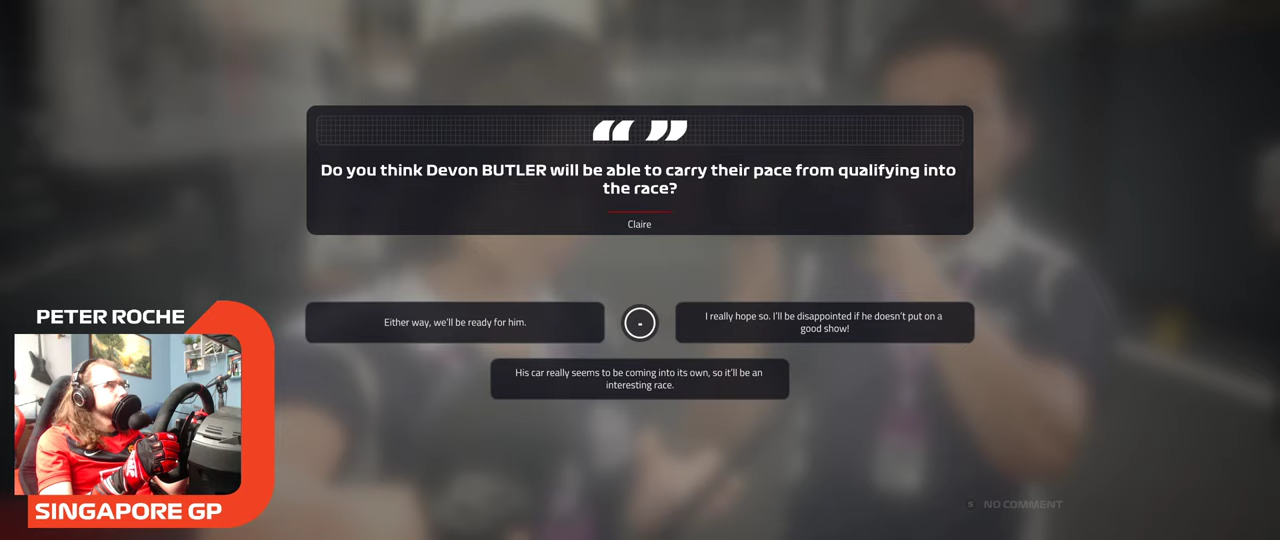 Do you think Devon BUTLER will be able to carry their pace from qualifying into
the race?
Claire
Either way, we'll be ready for him.
I really hope so. I'll be disappointed if he doesn't put on a
good show!
His car really seems to be coming into its own, so it'll be an
interesting race.
PETER ROCHE
SINGAPORE GP
S NO COMMENT